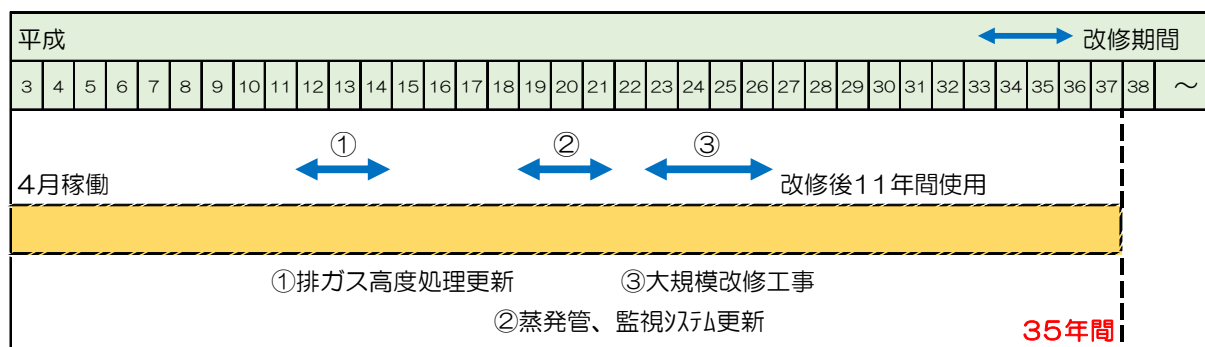 平成
改修期間
3 4 5 6 7 8 9 10 11 12 13 14 15 16 17 18 19 20 21 22 23 24 25 26 27 28 29 30 31 32 33 34 35 36 37 38 ～
① ② ③
4月稼働
改修後11年間使用
①排ガス高度処理更新
③大規模改修工事
②蒸発管、監視ｼｽﾃﾑ更新
35年間